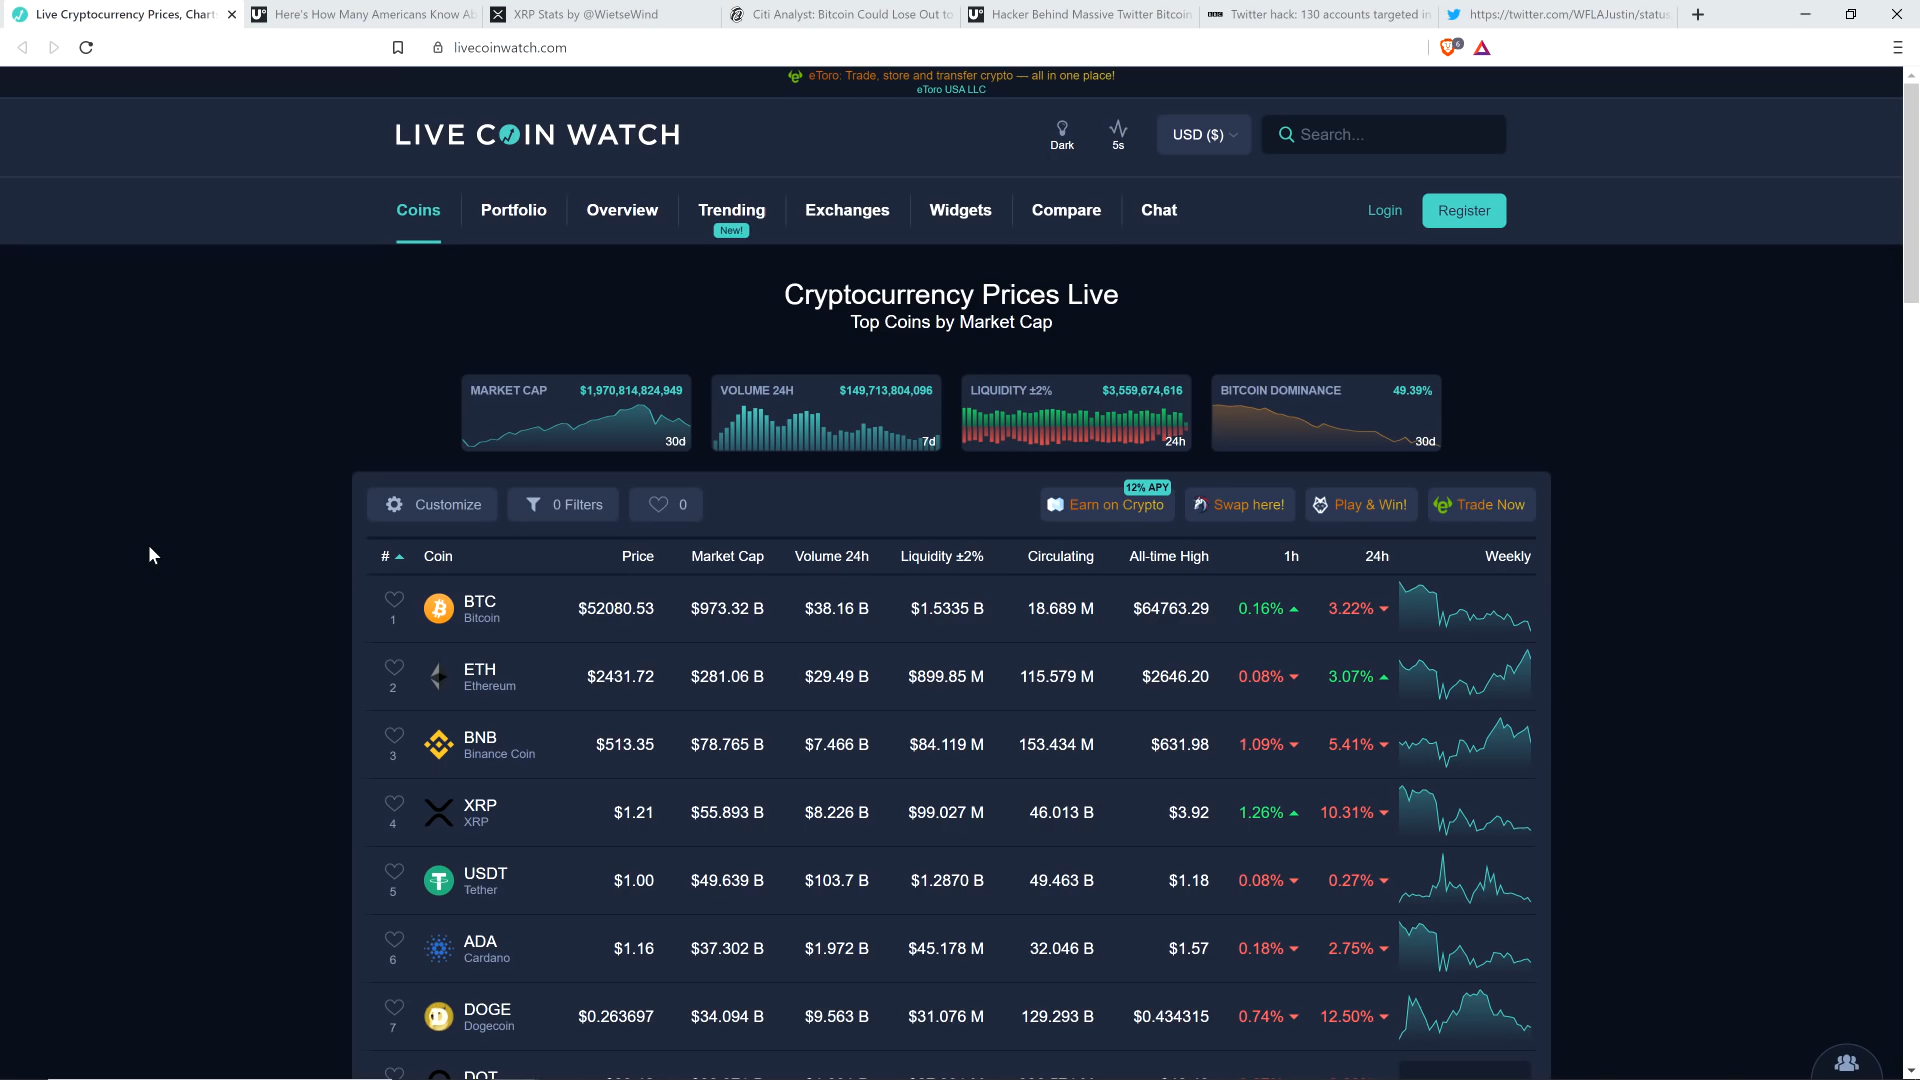 Live Cryptocurrency Prices, Chart
Here's How Many Americans Know Ab
XRP Stats by @WietseWind
Citi Analyst: Bitcoin Could Lose Out to
Hacker Behind Massive Twitter Bitcoin
BBC
Twitter hack: 130 accounts targeted in
https://twitter.com/WFLAJustin/status
livecoinwatch.com
6
eToro: Trade, store and transfer crypto — all in one place!
eToro USA LLC
LIVE COIN WATCH
Dark
5s
USD ($)
Search...
Coins
Portfolio
Overview
Trending
New!
Exchanges
Widgets
Compare
Chat
Login
Register
Cryptocurrency Prices Live
Top Coins by Market Cap
MARKET CAP $1,970,814,824,949
30d
VOLUME 24H $149,713,804,096
7d
LIQUIDITY ±2% $3,559,674,616
24h
BITCOIN DOMINANCE 49.39%
30d
Customize
0 Filters
0
12% APY
Earn on Crypto
Swap here!
Play & Win!
Trade Now
# Coin Price Market Cap Volume 24h Liquidity ±2% Circulating All-time High 1h 24h Weekly
1 BTC Bitcoin $52080.53 $973.32 B $38.16 B $1.5335 B 18.689 M $64763.29 0.16% 3.22%
2 ETH Ethereum $2431.72 $281.06 B $29.49 B $899.85 M 115.579 M $2646.20 0.08% 3.07%
3 BNB Binance Coin $513.35 $78.765 B $7.466 B $84.119 M 153.434 M $631.98 1.09% 5.41%
4 XRP XRP $1.21 $55.893 B $8.226 B $99.027 M 46.013 B $3.92 1.26% 10.31%
5 USDT Tether $1.00 $49.639 B $103.7 B $1.2870 B 49.463 B $1.18 0.08% 0.27%
6 ADA Cardano $1.16 $37.302 B $1.972 B $45.178 M 32.046 B $1.57 0.18% 2.75%
7 DOGE Dogecoin $0.263697 $34.094 B $9.563 B $31.076 M 129.293 B $0.434315 0.74% 12.50%
DOT